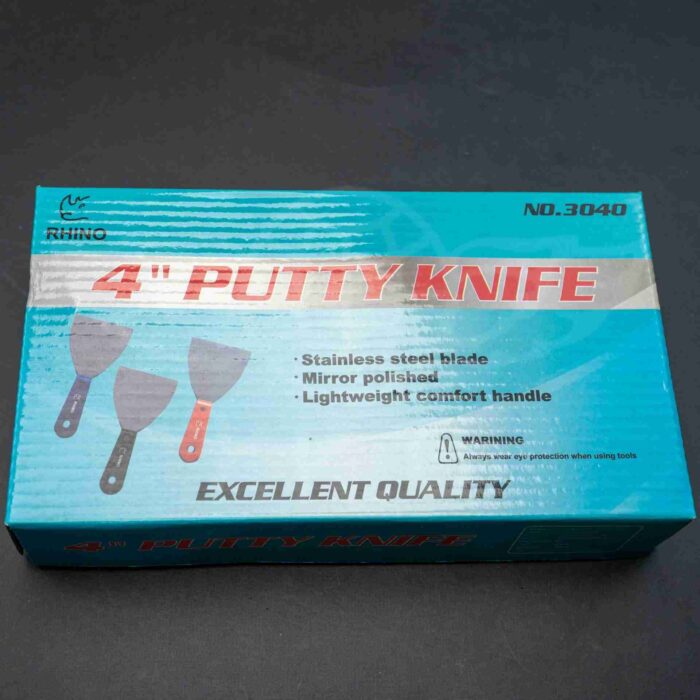 RHINO
NO.3040
4" PUTTY KNIFE
· Stainless steel blade
· Mirror polished
· Lightweight comfort handle
WARINING
Always wear eye protection when using tools
EXCELLENT QUALITY
4" PUTTY KNIFE